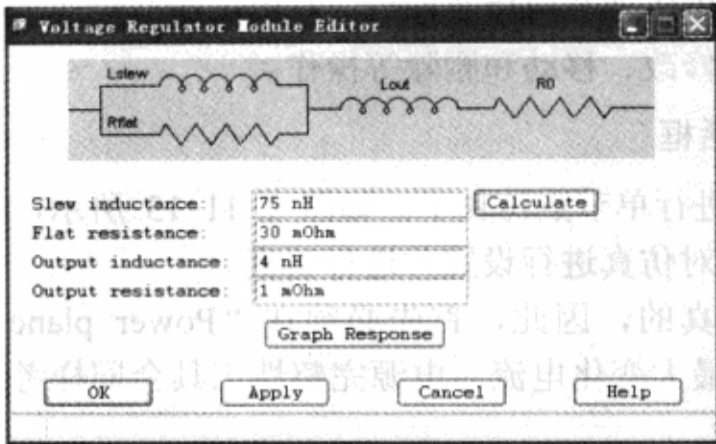 Voltage Regulator Module Editor
Lslew
Lout
R0
Rflat
Slew inductance:
75 nH
Calculate
Flat resistance:
30 mOhm
Output inductance:
4 nH
Output resistance:
1 mOhm
Graph Response
OK
Apply
Cancel
Help